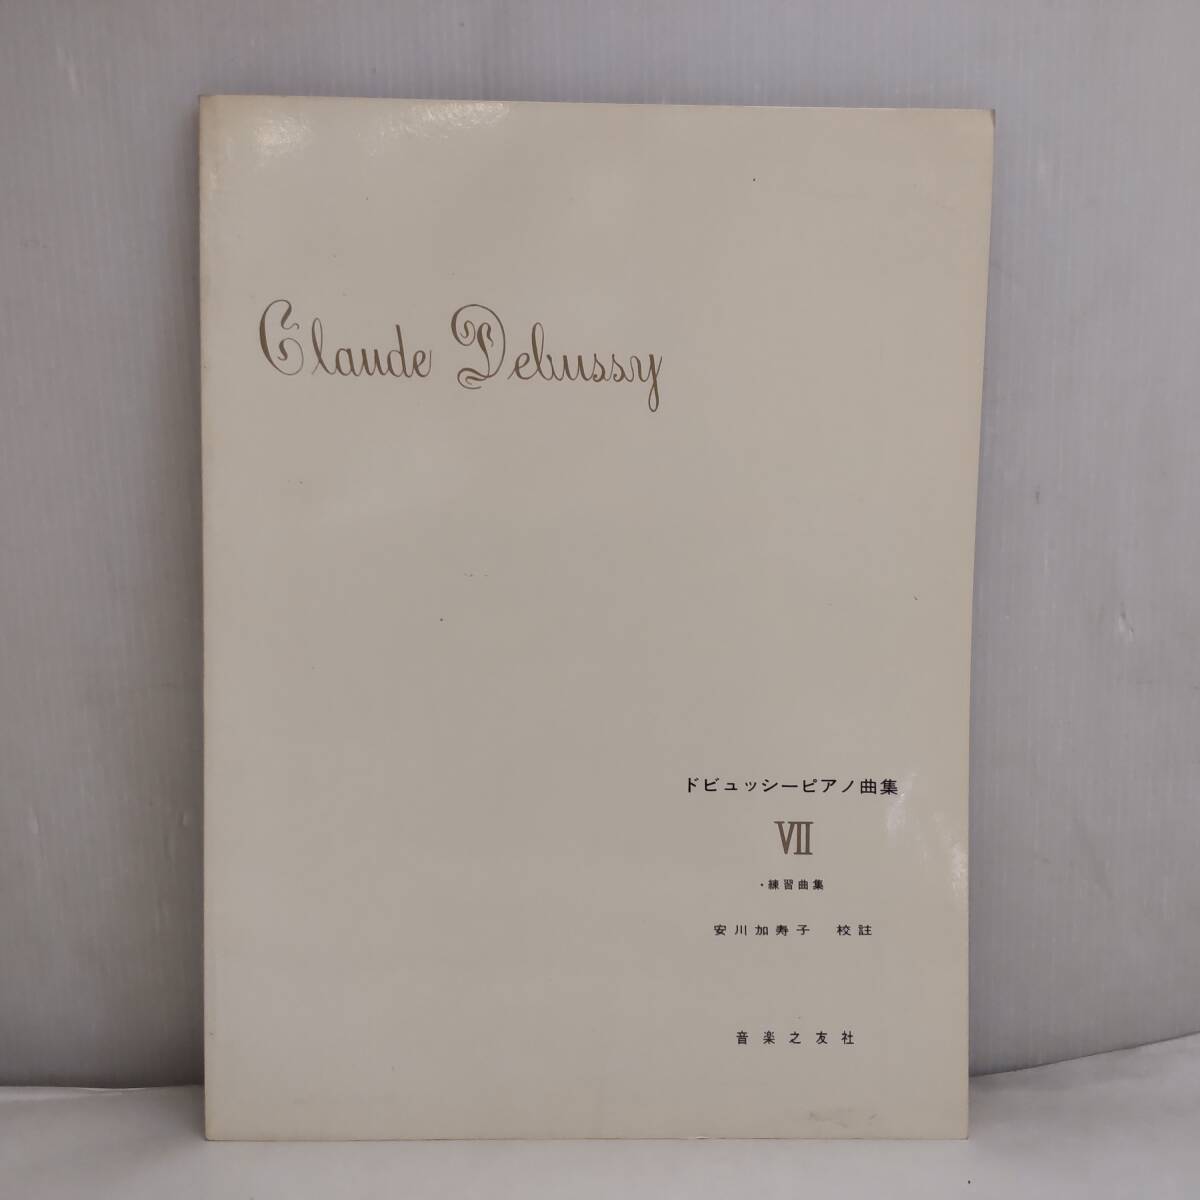 Claude Debussy
ドビュッシーピアノ曲集
VII
・練習曲集
安川加寿子 校註
音楽之友社